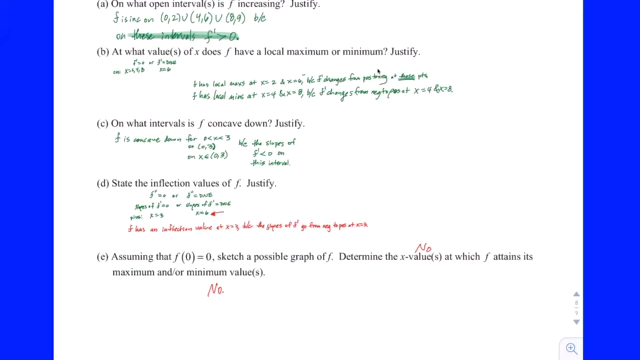 (a) On what open interval(s) is f increasing? Justify.
f is inc on (0,2) ∪ (4,6) ∪ (8,9) b/c
on these intervals f' > 0.
(b) At what value(s) of x does f have a local maximum or minimum? Justify.
f'=0 or f'=DNE
on: x=2,4,8 x=6
f has local maxs at x=2 & x=6, b/c f' changes from pos to neg at these pts
f has local mins at x=4 & x=8, b/c f' changes from neg to pos at x=4 & x=8.
(c) On what intervals is f concave down? Justify.
f is concave down for 0<x<3 b/c the slopes of
on (0,3) f' < 0 on
on x∈(0,3) this interval.
(d) State the inflection values of f. Justify.
f''=0 or f''=DNE
slopes of f'=0 or slopes of f'=DNE
x=3 x=6
f has an inflection value at x=3, b/c the slopes of f' go from neg to pos at x=3.
No
(e) Assuming that f(0)=0, sketch a possible graph of f. Determine the x-value(s) at which f attains its
maximum and/or minimum value(s).
No.